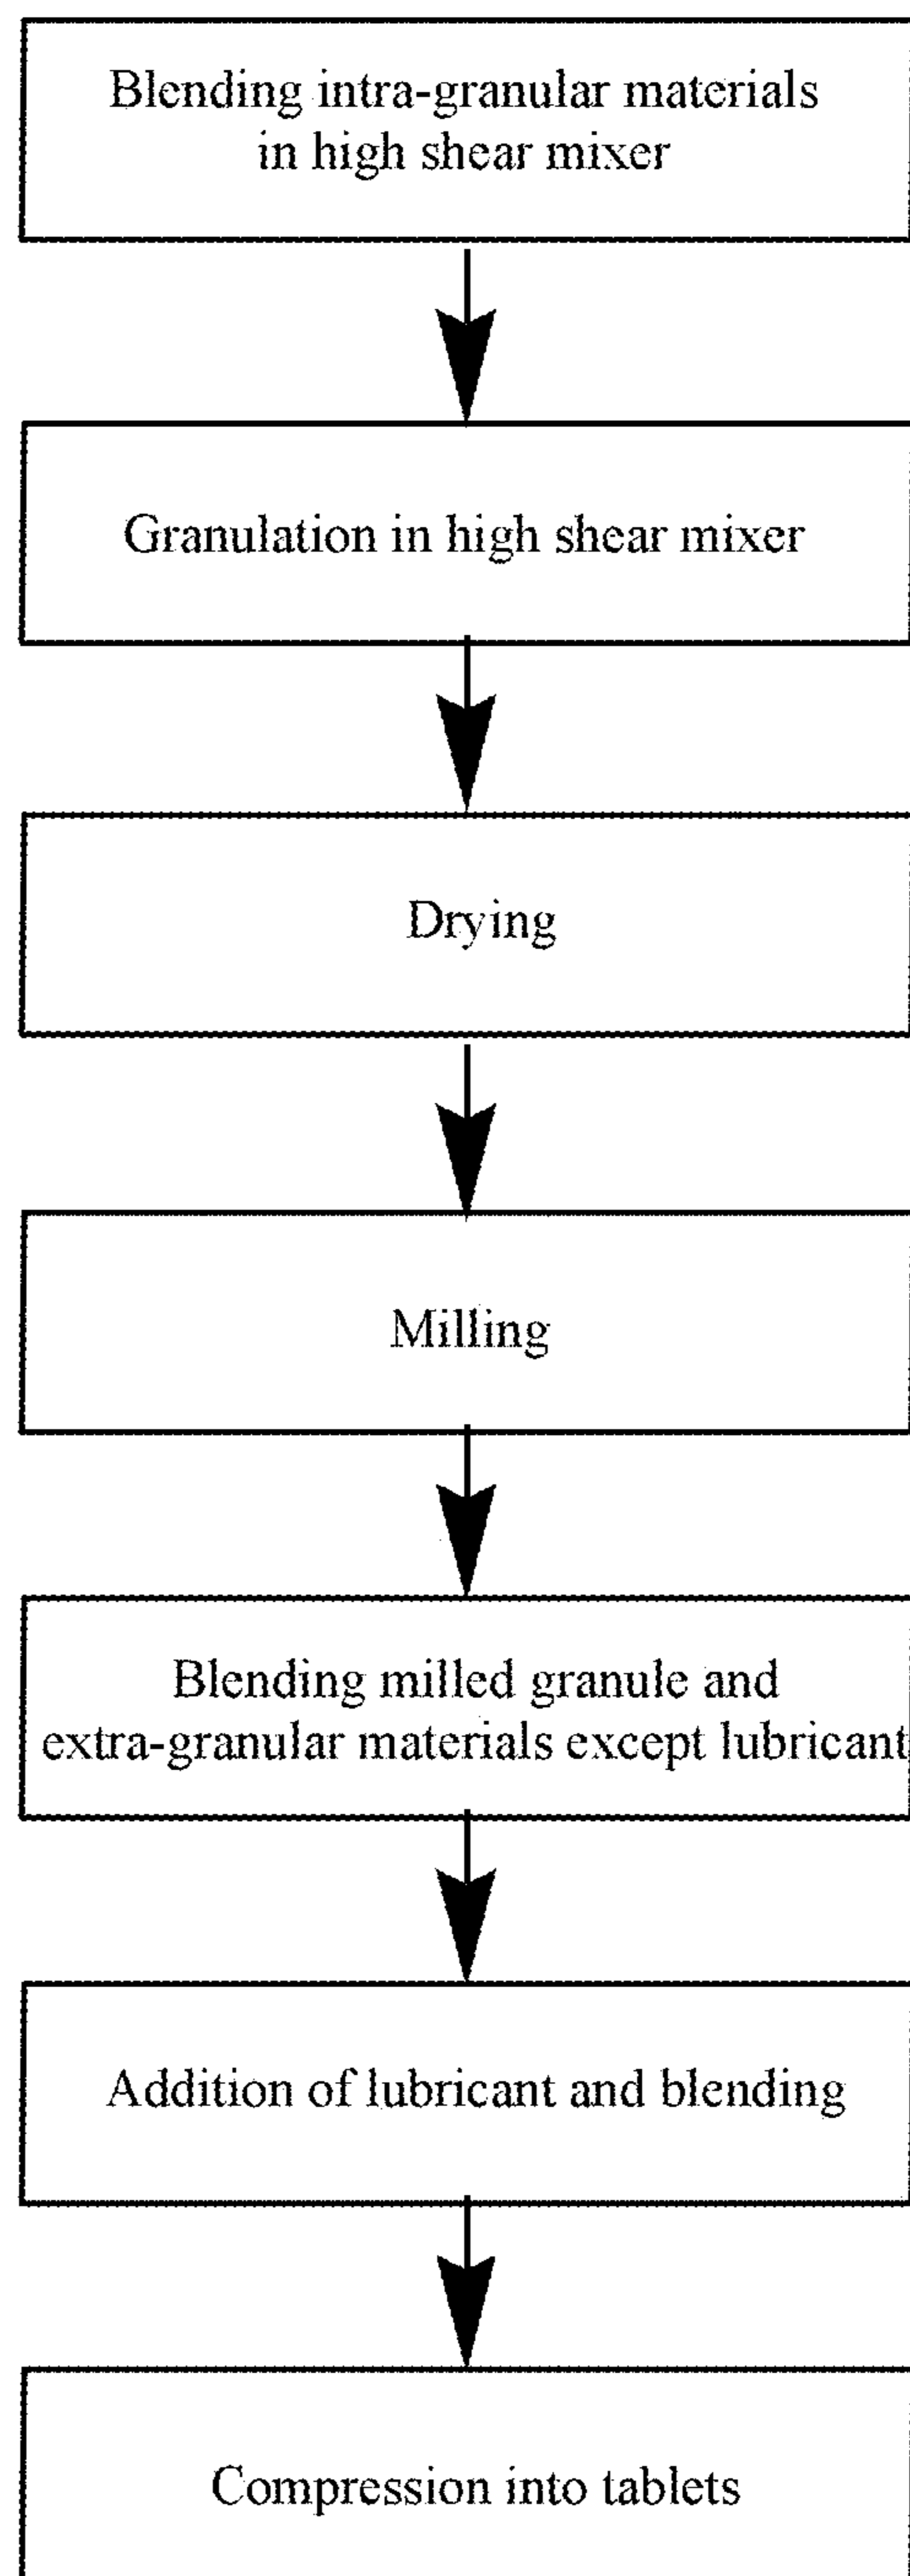 Blending intra-granular materials
in high shear mixer
Granulation in high shear mixer
Drying
Milling
Blending milled granule and
extra-granular materials except lubricant
Addition of lubricant and blending
Compression into tablets